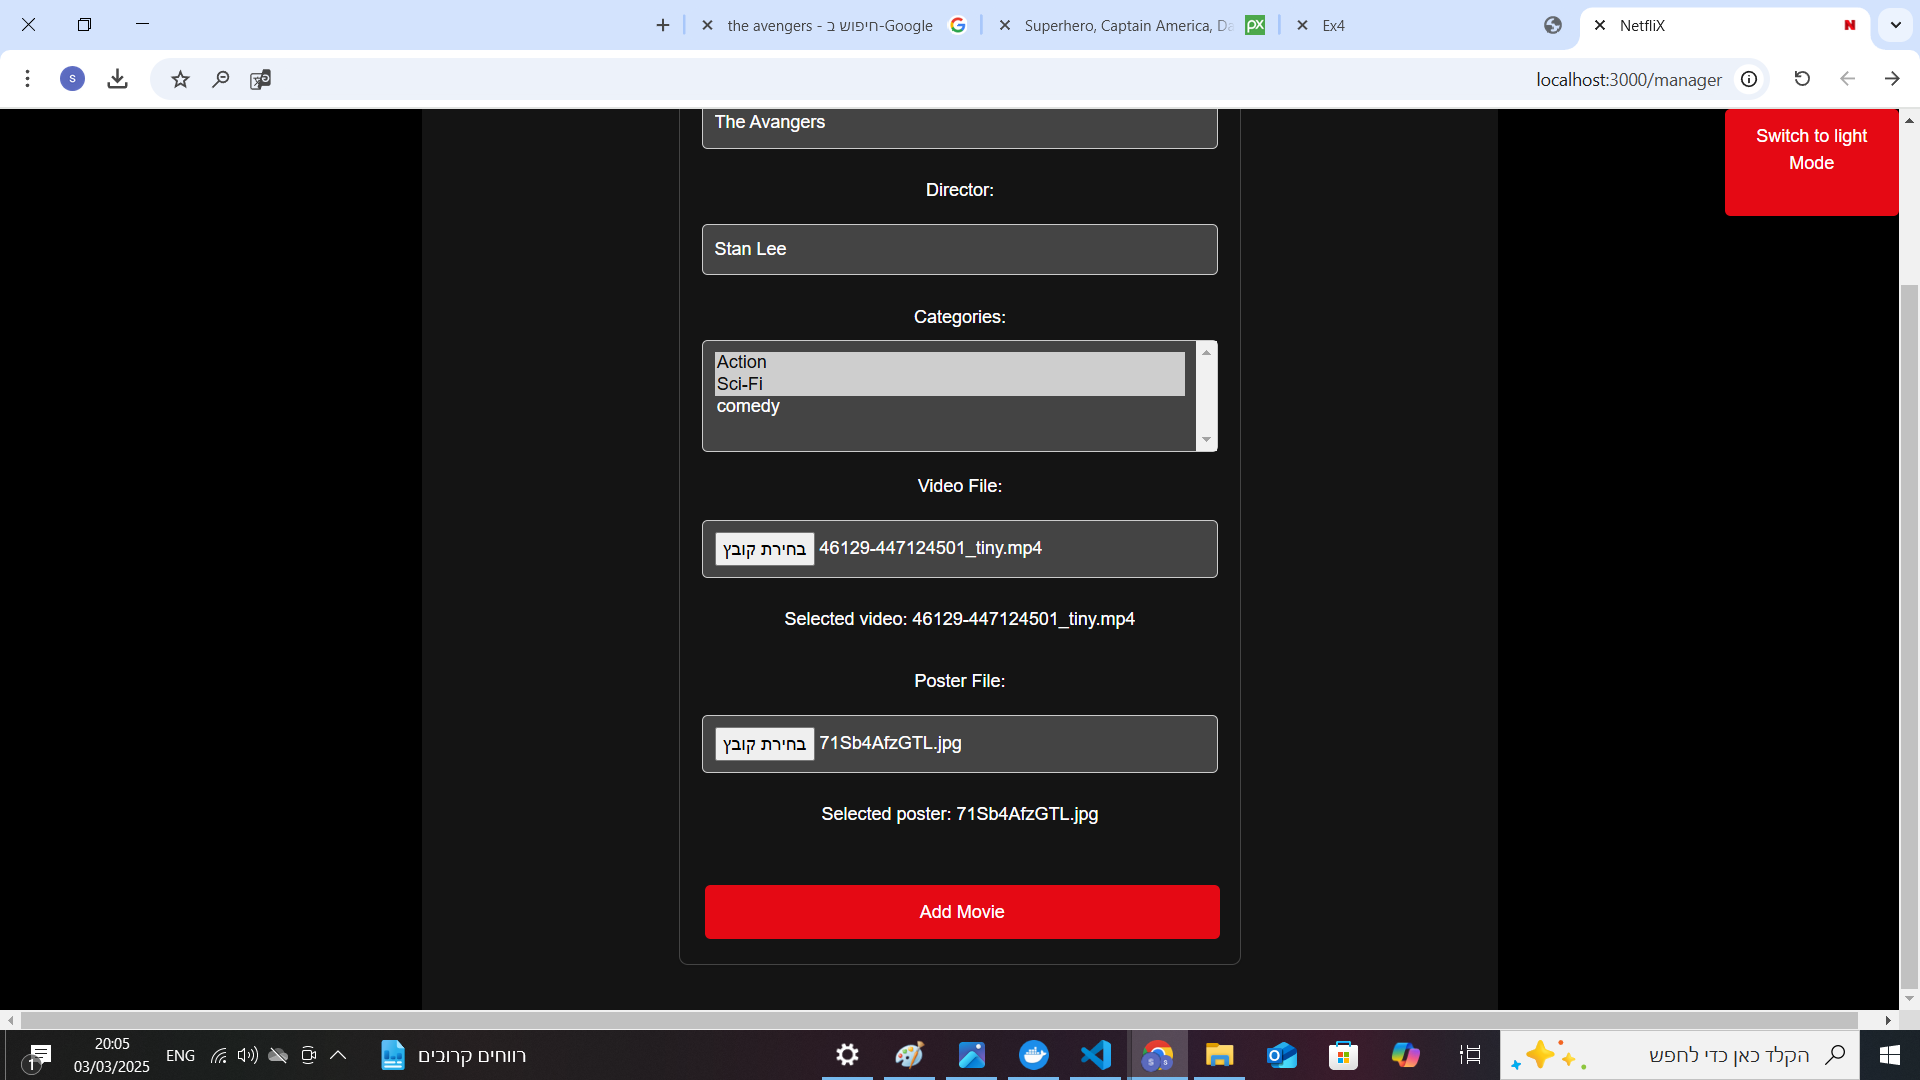 the avengers - חיפוש ב-Google
Superhero, Captain America, Da
Ex4
NetfliX
N
s
localhost:3000/manager
The Avangers
Switch to light
Mode
Director:
Stan Lee
Categories:
Action
Sci-Fi
comedy
Video File:
בחירת קובץ 46129-447124501_tiny.mp4
Selected video: 46129-447124501_tiny.mp4
Poster File:
בחירת קובץ 71Sb4AfzGTL.jpg
Selected poster: 71Sb4AfzGTL.jpg
Add Movie
1
20:05
03/03/2025
ENG
רווחים קרובים
הקלד כאן כדי לחפש